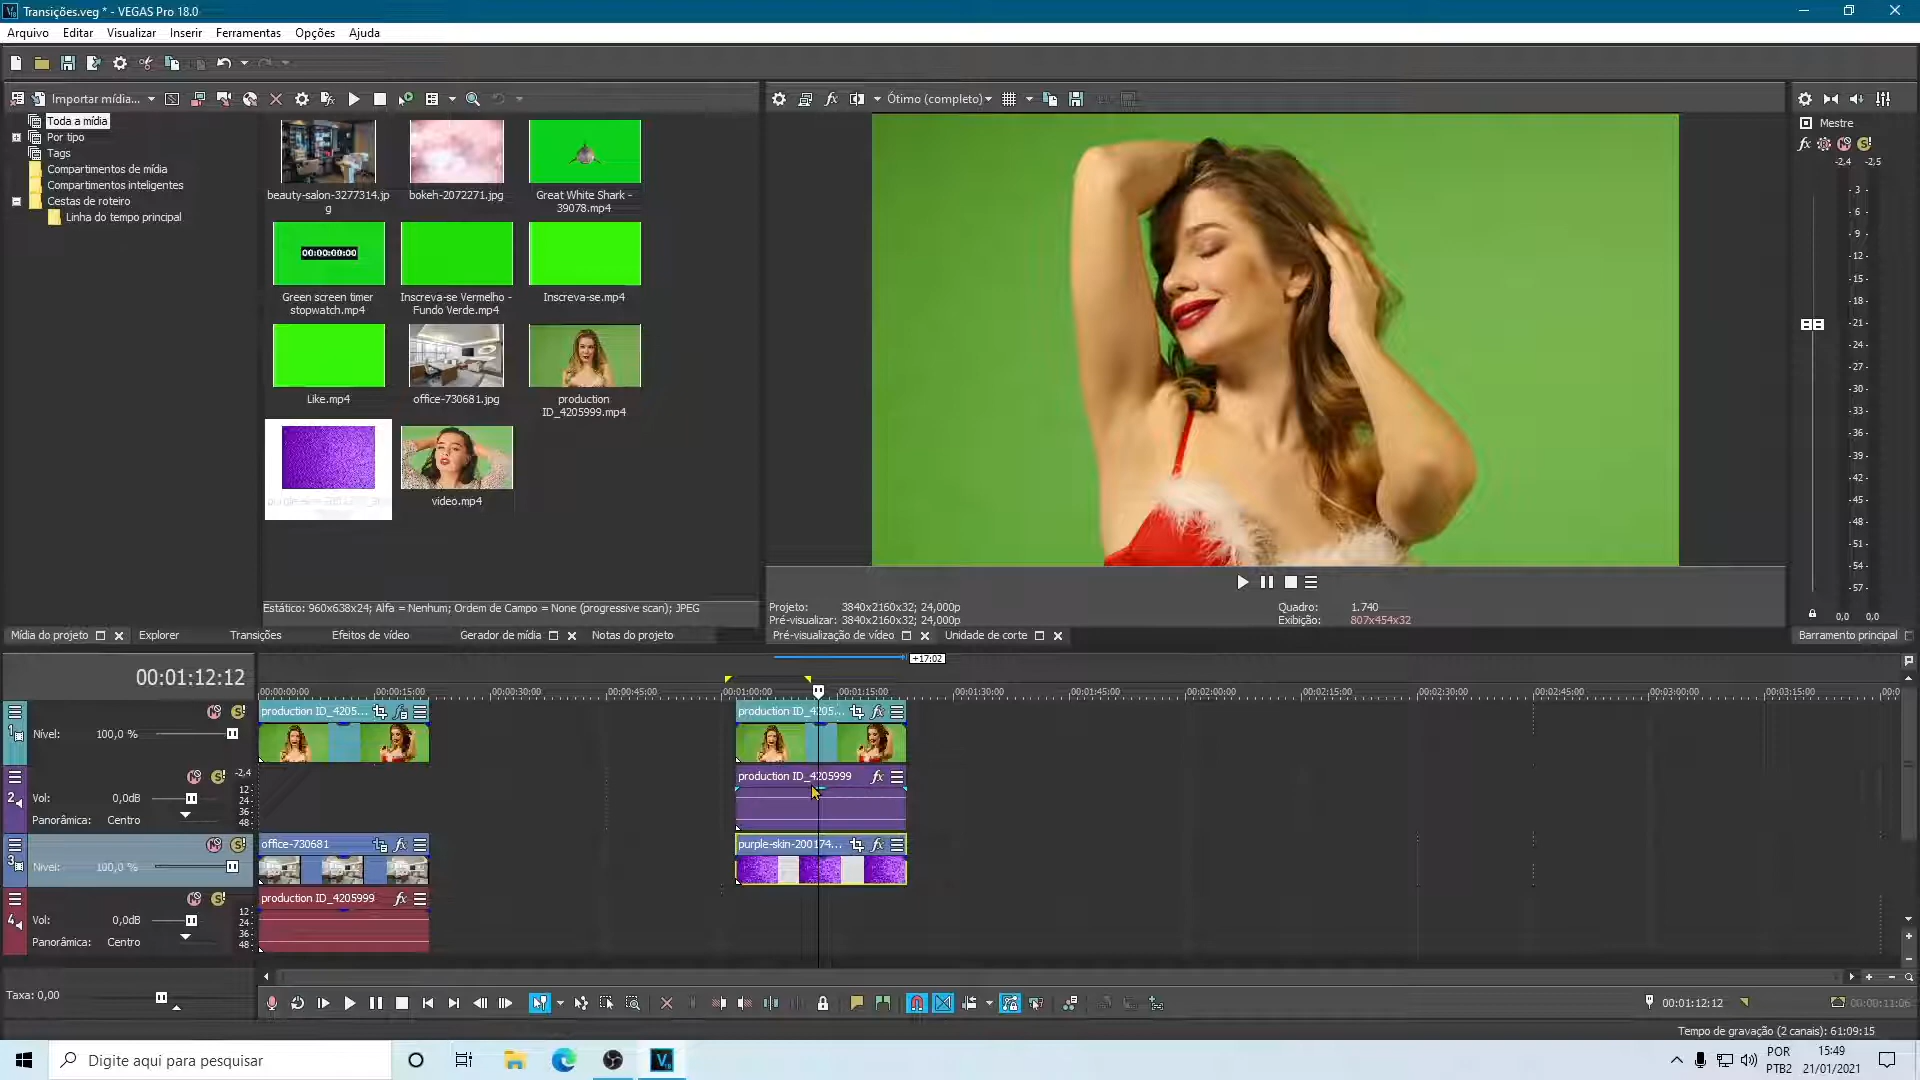 Transições.veg * - VEGAS Pro 18.0
Arquivo Editar Visualizar Inserir Ferramentas Opções Ajuda
Importar mídia...
Ótimo (completo)
Toda a mídia
Por tipo
Tags
Compartimentos de mídia
Compartimentos inteligentes
Cestas de roteiro
Linha do tempo principal
beauty-salon-3277314.jp
g
bokeh-2072271.jpg
Great White Shark -
39078.mp4
00:00:00:00
Green screen timer
stopwatch.mp4
Inscreva-se Vermelho -
Fundo Verde.mp4
Inscreva-se.mp4
Like.mp4
office-730681.jpg
production
ID_4205999.mp4
video.mp4
Estático: 960x638x24; Alfa = Nenhum; Ordem de Campo = None (progressive scan); JPEG
Mídia do projeto Explorer Transições Efeitos de vídeo Gerador de mídia Notas do projeto
Projeto: 3840x2160x32; 24,000p
Pré-visualizar: 3840x2160x32; 24,000p
Quadro: 1.740
Exibição: 807x454x32
Pré-visualização de vídeo Unidade de corte
Mestre
fx
-2,4 -2,5
3
6
9
12
15
18
21
24
27
30
33
36
39
42
45
48
51
54
57
0,0 0,0
Barramento principal
00:01:12:12
+17:02
00:00:00:00 00:00:15:00 00:00:30:00 00:00:45:00 00:01:00:00 00:01:15:00 00:01:30:00 00:01:45:00 00:02:00:00 00:02:15:00 00:02:30:00 00:02:45:00 00:03:00:00 00:03:15:00 00:0
1
Nível: 100,0 %
production ID_4205...
production ID_4205...
2
-2,4
Vol: 0,0dB
Panorâmica: Centro
12
24
36
48
production ID_4205999
3
Nível: 100,0 %
office-730681
purple-skin-200174...
4
Vol: 0,0dB
Panorâmica: Centro
12
24
36
48
production ID_4205999
Taxa: 0,00
00:01:12:12
00:00:11:06
Tempo de gravação (2 canais): 61:09:15
Digite aqui para pesquisar
POR
PTB2
15:49
21/01/2021